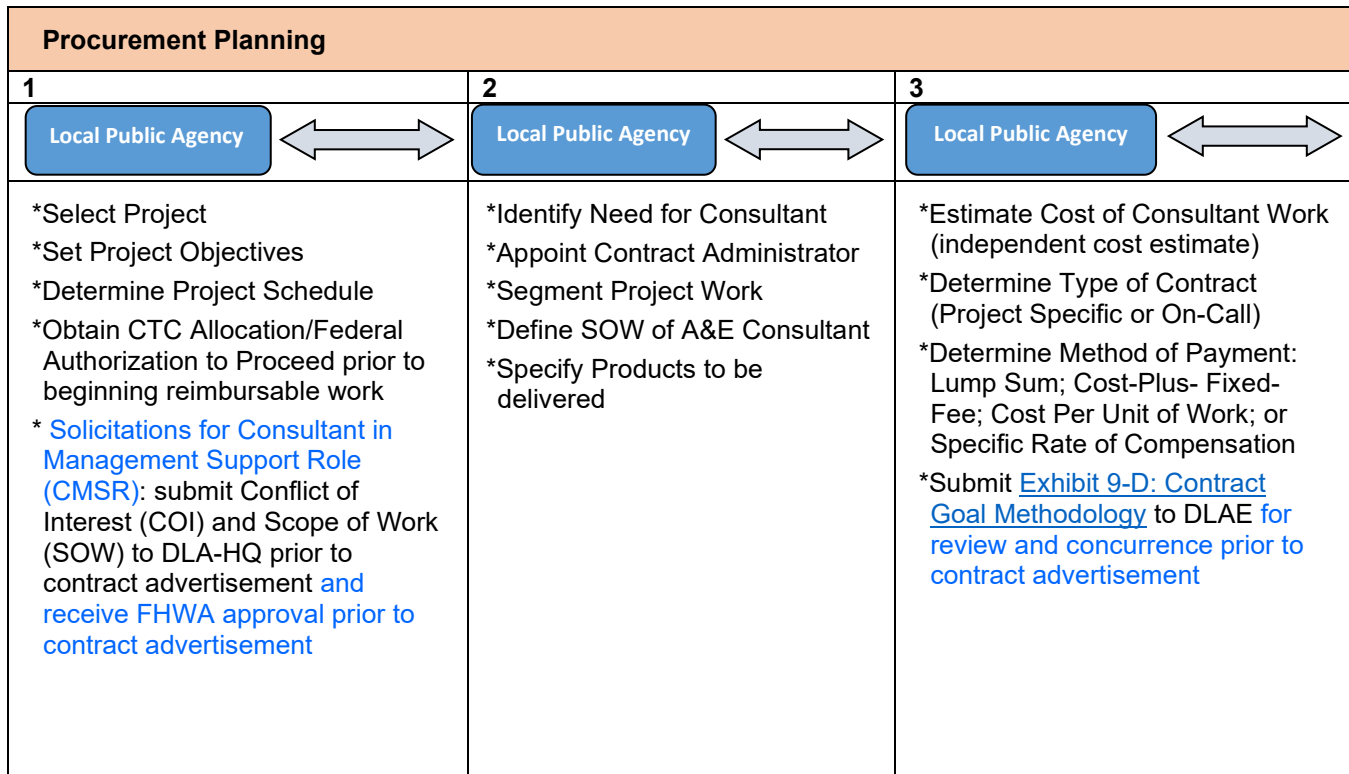 Procurement Planning
1
2
3
Local Public Agency
Local Public Agency
Local Public Agency
*Select Project
*Set Project Objectives
*Determine Project Schedule
*Obtain CTC Allocation/Federal
Authorization to Proceed prior to
beginning reimbursable work
* Solicitations for Consultant in
Management Support Role
(CMSR): submit Conflict of
Interest (COI) and Scope of Work
(SOW) to DLA-HQ prior to
contract advertisement and
receive FHWA approval prior to
contract advertisement
*Identify Need for Consultant
*Appoint Contract Administrator
*Segment Project Work
*Define SOW of A&E Consultant
*Specify Products to be
delivered
*Estimate Cost of Consultant Work
(independent cost estimate)
*Determine Type of Contract
(Project Specific or On-Call)
*Determine Method of Payment:
Lump Sum; Cost-Plus- Fixed-
Fee; Cost Per Unit of Work; or
Specific Rate of Compensation
*Submit Exhibit 9-D: Contract
Goal Methodology to DLAE for
review and concurrence prior to
contract advertisement